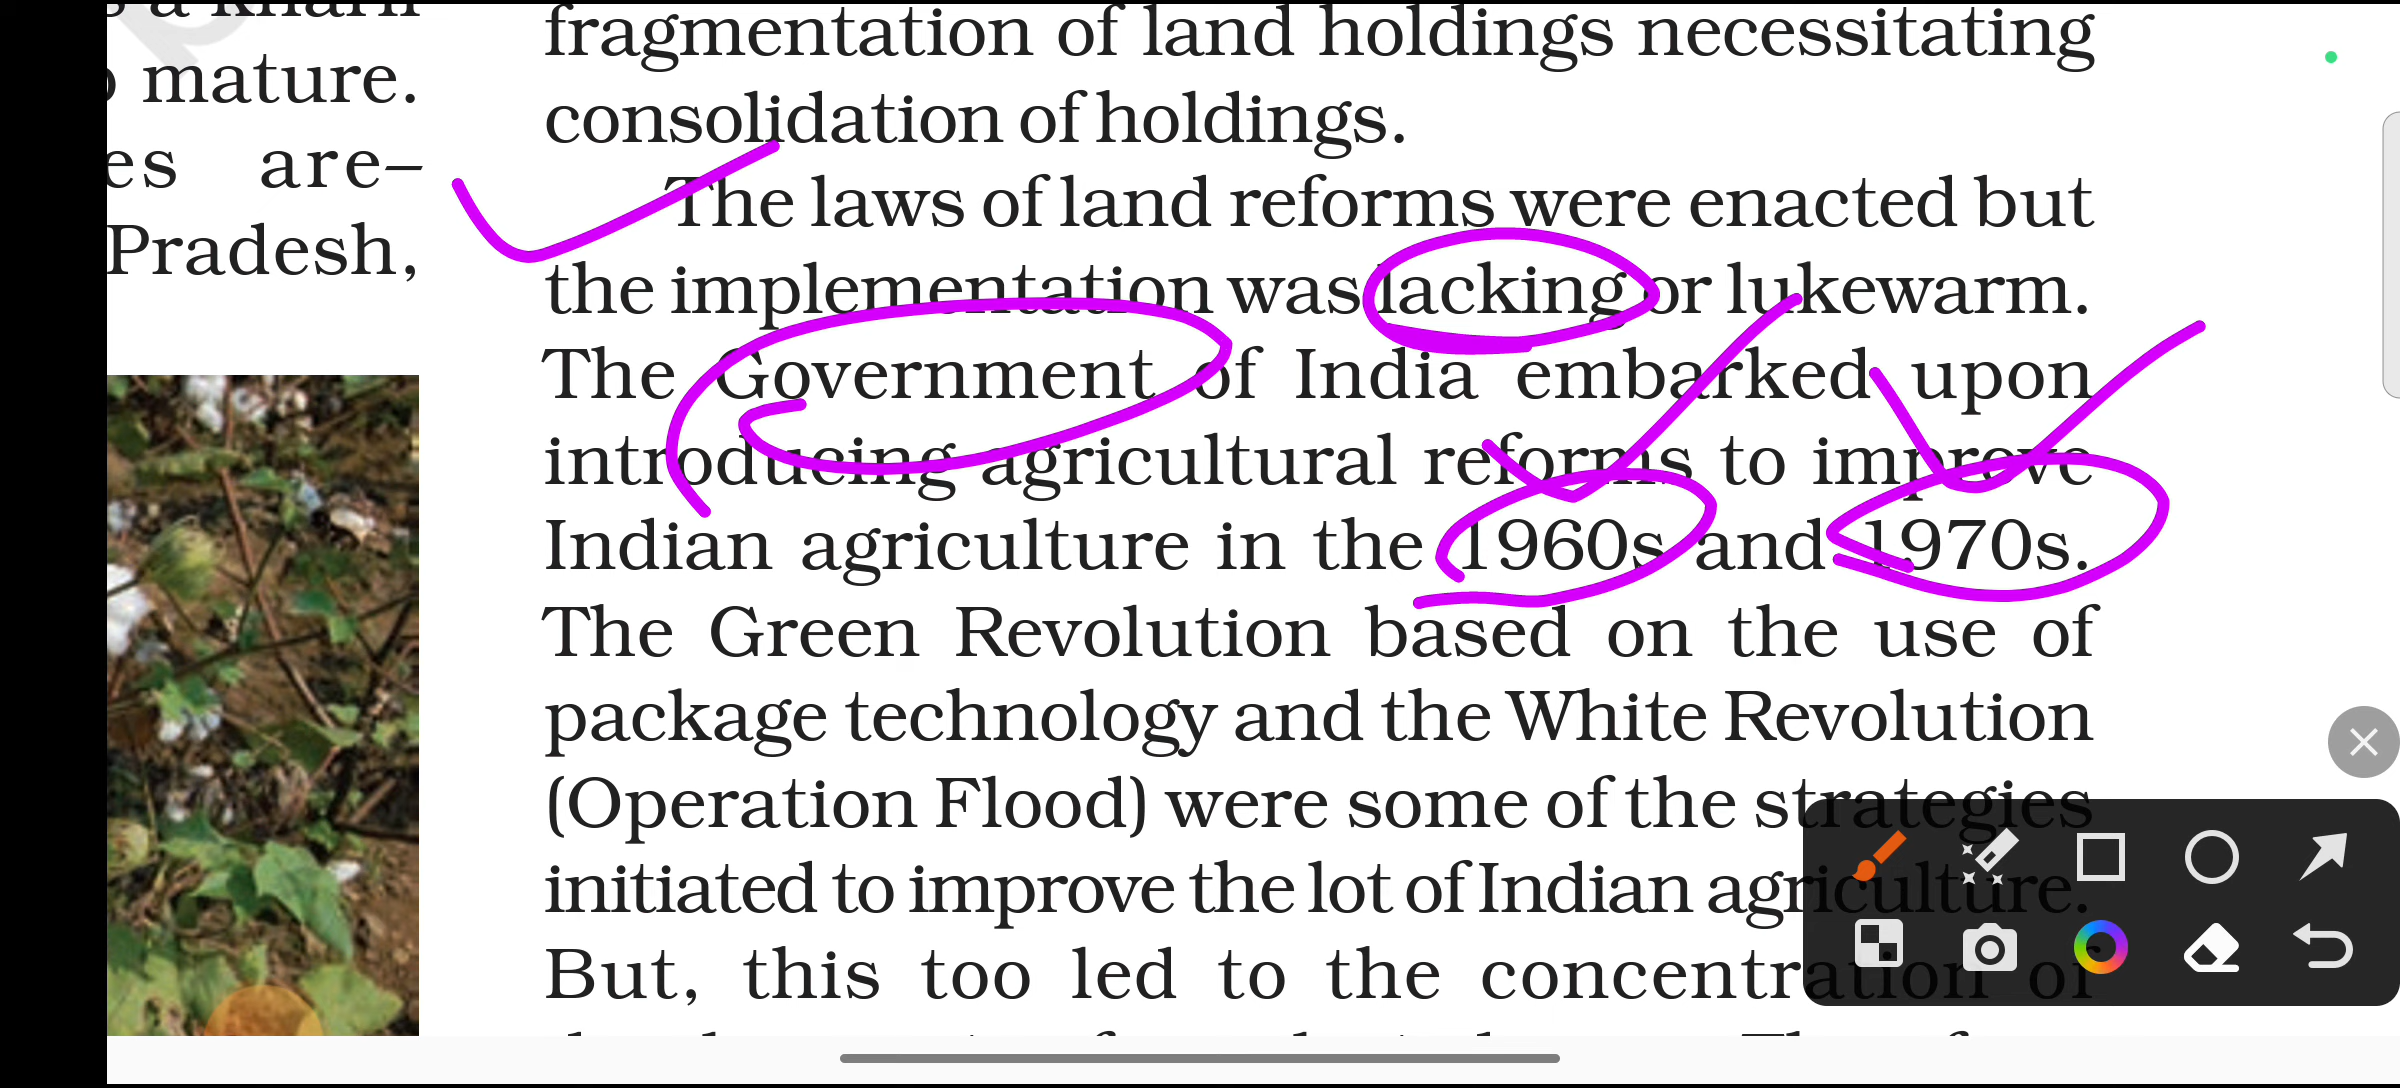 mature.
es are–
Pradesh,
fragmentation of land holdings necessitating
consolidation of holdings.
The laws of land reforms were enacted but
the implementation was lacking or lukewarm.
The Government of India embarked upon
introducing agricultural reforms to improve
Indian agriculture in the 1960s and 1970s.
The Green Revolution based on the use of
package technology and the White Revolution
(Operation Flood) were some of the strategies
initiated to improve the lot of Indian agriculture.
But, this too led to the concentration of